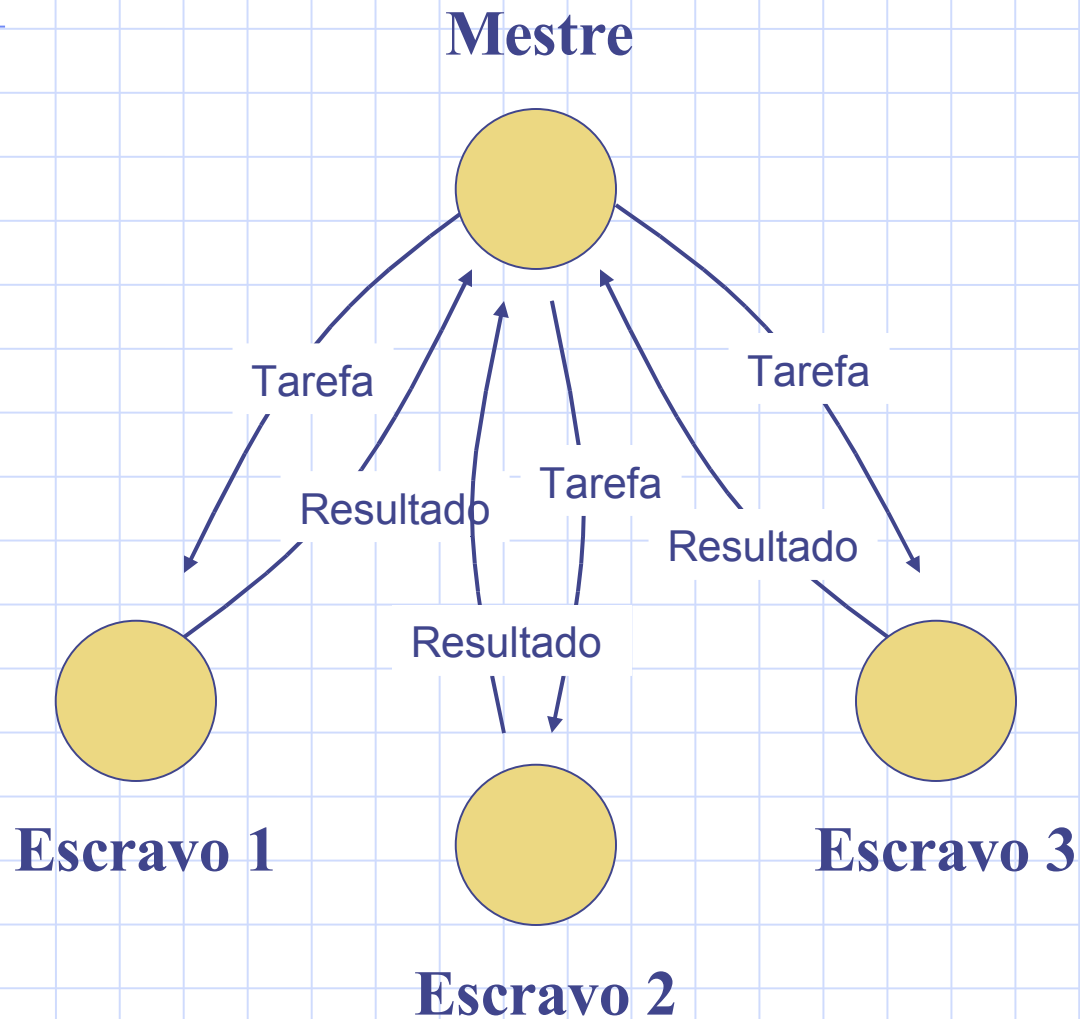 Mestre
Tarefa
Tarefa
Tarefa
Resultado
Resultado
Resultado
Escravo 1
Escravo 3
Escravo 2